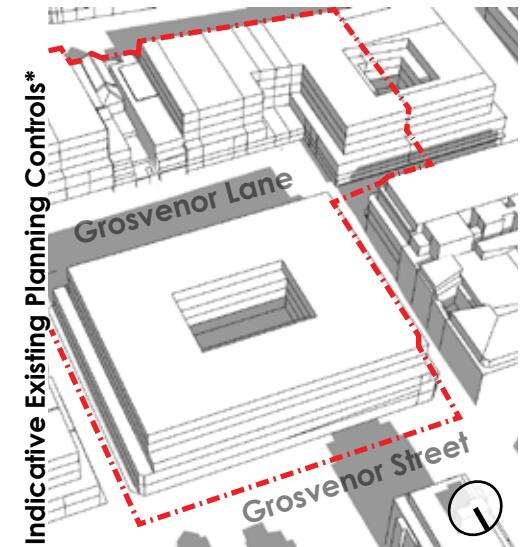 Indicative Existing Planning Controls*
Grosvenor Lane
Grosvenor Street